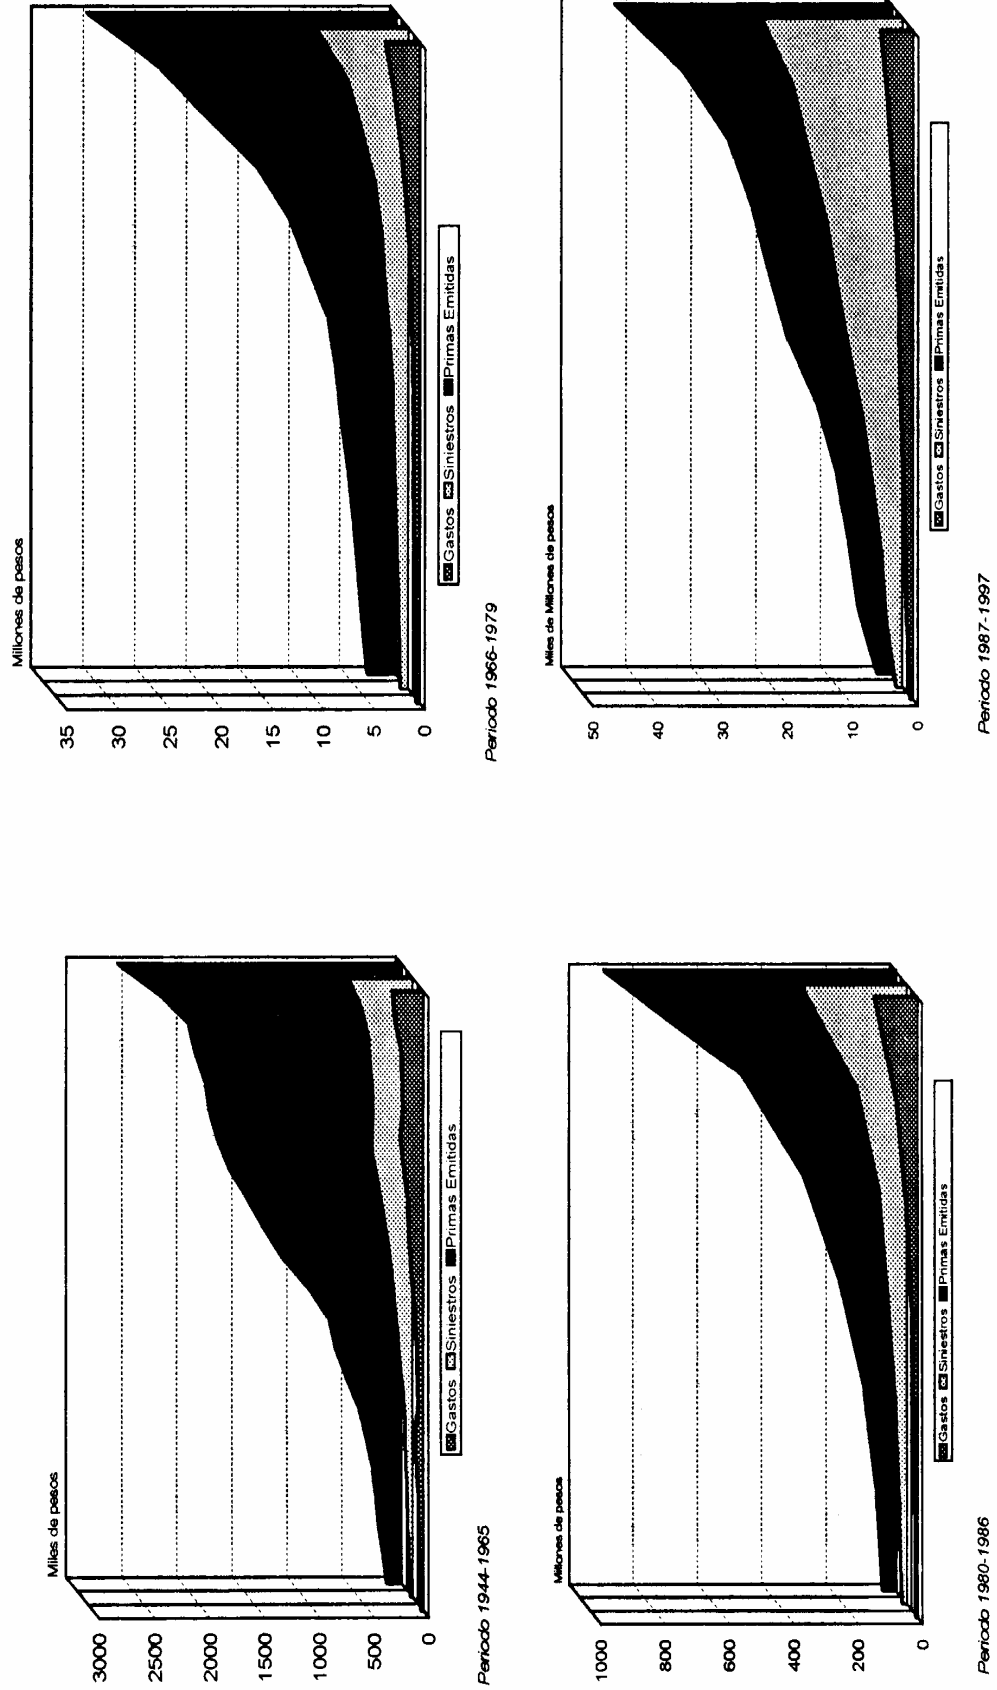 Miles de pesos
3000
2500
2000
1500
1000
500
0
Gastos Siniestros Primas Emitidas
Periodo 1944-1965
Millones de pesos
35
30
25
20
15
10
5
0
Gastos Siniestros Primas Emitidas
Periodo 1966-1979
Millones de pesos
1000
800
600
400
200
0
Gastos Siniestros Primas Emitidas
Periodo 1980-1986
Miles de Millones de pesos
50
40
30
20
10
0
Gastos Siniestros Primas Emitidas
Periodo 1987-1997